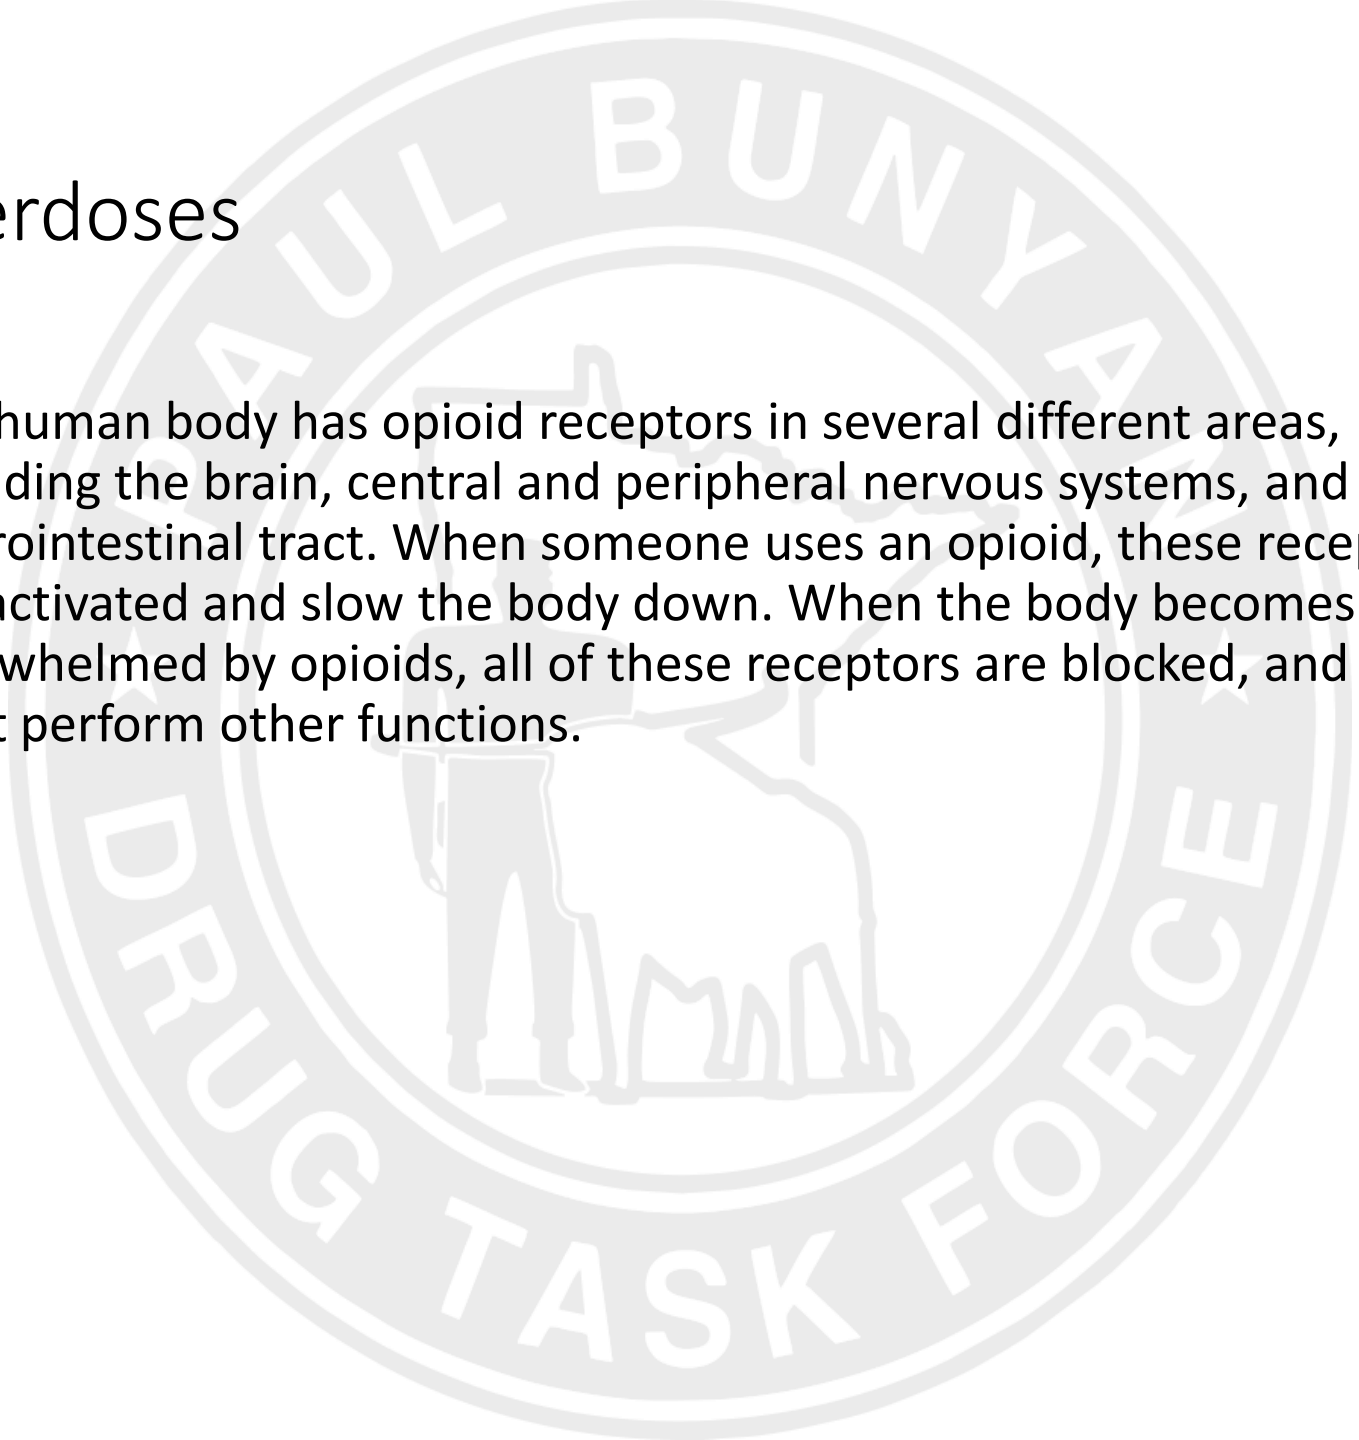 erdoses
human body has opioid receptors in several different areas,
ding the brain, central and peripheral nervous systems, and
rointestinal tract. When someone uses an opioid, these rece
activated and slow the body down. When the body becomes
whelmed by opioids, all of these receptors are blocked, and
t perform other functions.
PAUL BUNYAN
DRUG TASK FORCE